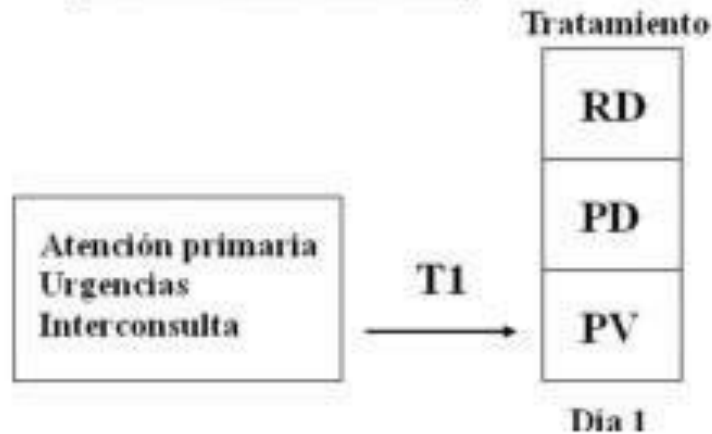 Tratamiento
RD
PD
PV
Atención primaria
Urgencias
Interconsulta
T1
Día 1